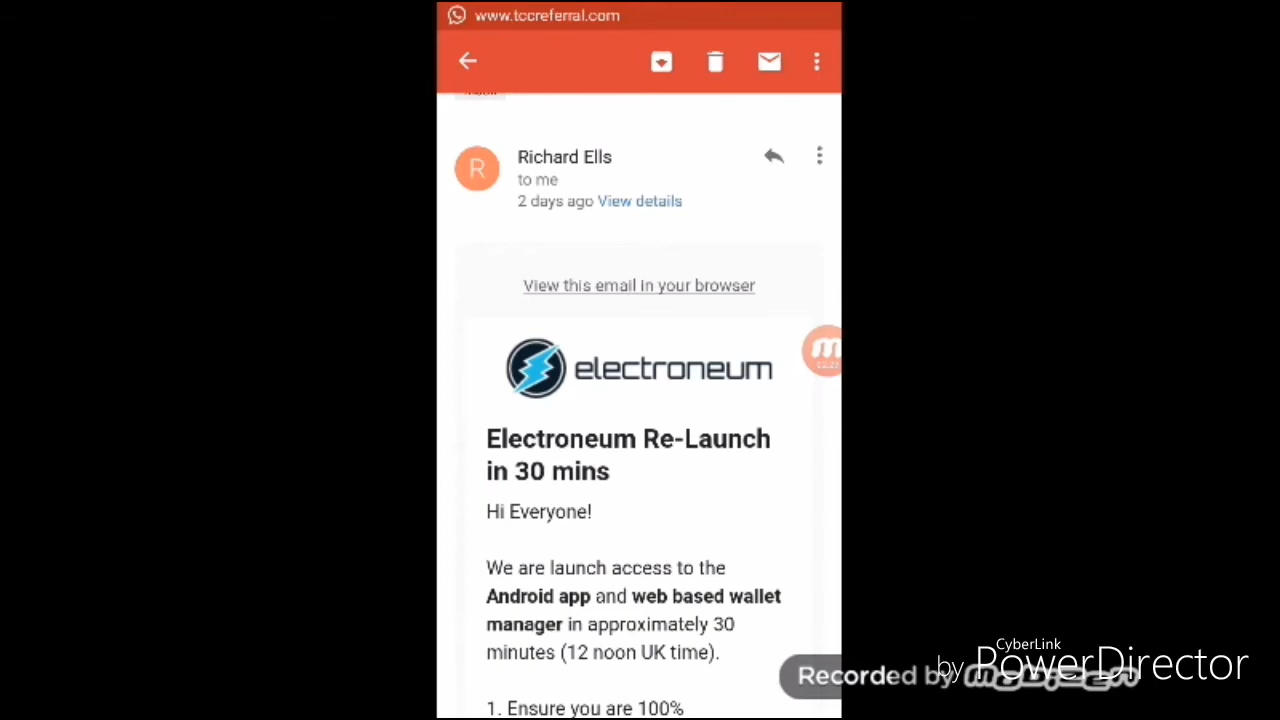 www.tccreferral.com
Richard Ells
R
to me
2 days ago View details
View this email in your browser
electroneum
Electroneum Re-Launch
in 30 mins
Hi Everyone!
We are launch access to the
Android app and web based wallet
manager in approximately 30
minutes (12 noon UK time).
1. Ensure you are 100%
CyberLink
by PowerDirector
Recorded by